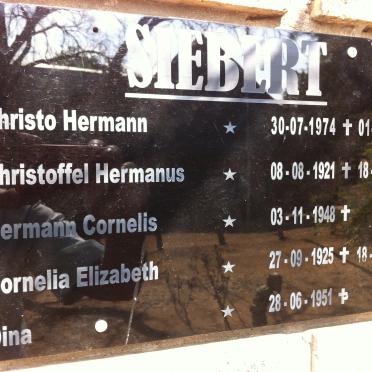 SIEBERT
hristo Hermann ★ 30-07-1974 ✝ 01-
hristoffel Hermanus ★ 08-08-1921 ✝ 18-
ermann Cornelis ★ 03-11-1948 ✝
ornelia Elizabeth ★ 27-09-1925 ✝ 18-
Dina ★ 28-06-1951 ✝